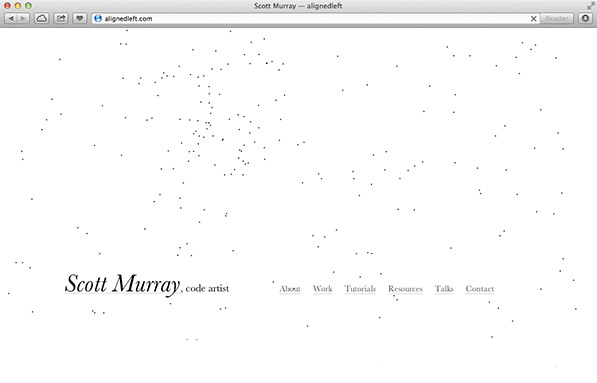 Scott Murray — alignedleft
alignedleft.com
Reader
Scott Murray, code artist
About Work Tutorials Resources Talks Contact